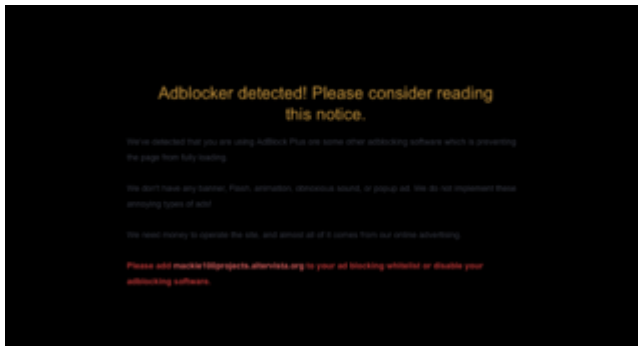 Adblocker detected! Please consider reading
this notice.
We've detected that you are using AdBlock Plus or some other adblocking software which is preventing
the page from fully loading.
We don't have any banner, Flash, animation, obnoxious sound, or popup ad. We do not implement these
annoying types of ads!
We need money to operate the site, and almost all of it comes from our online advertising.
Please add mackie100projects.altervista.org to your ad blocking whitelist or disable your
adblocking software.